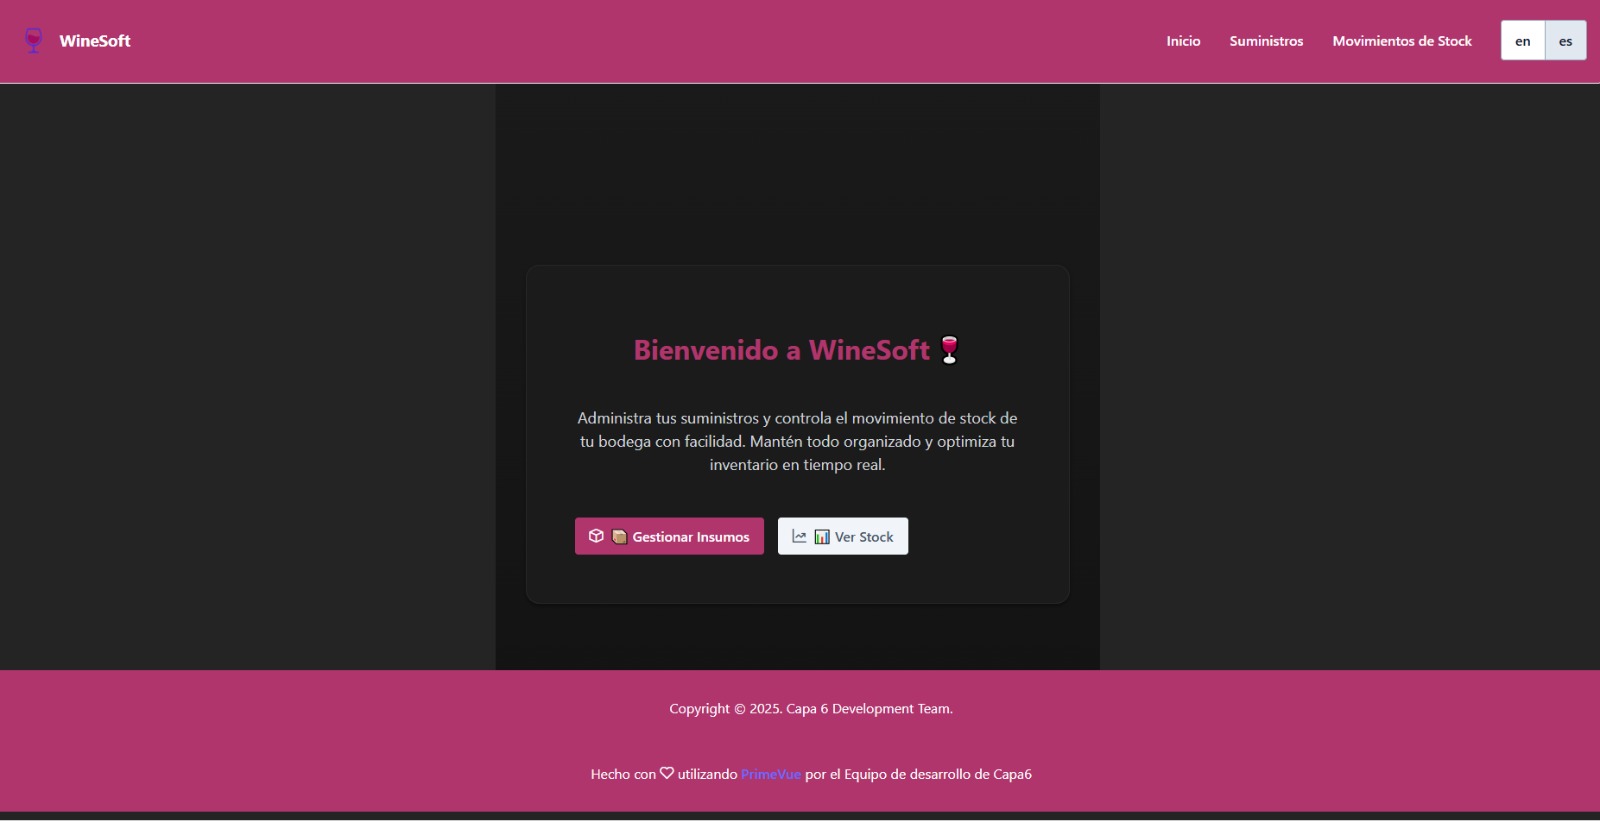 WineSoft
Inicio
Suministros
Movimientos de Stock
en
es
Bienvenido a WineSoft
Administra tus suministros y controla el movimiento de stock de
tu bodega con facilidad. Mantén todo organizado y optimiza tu
inventario en tiempo real.
Gestionar Insumos
Ver Stock
Copyright © 2025. Capa 6 Development Team.
Hecho con ♡ utilizando PrimeVue por el Equipo de desarrollo de Capa6